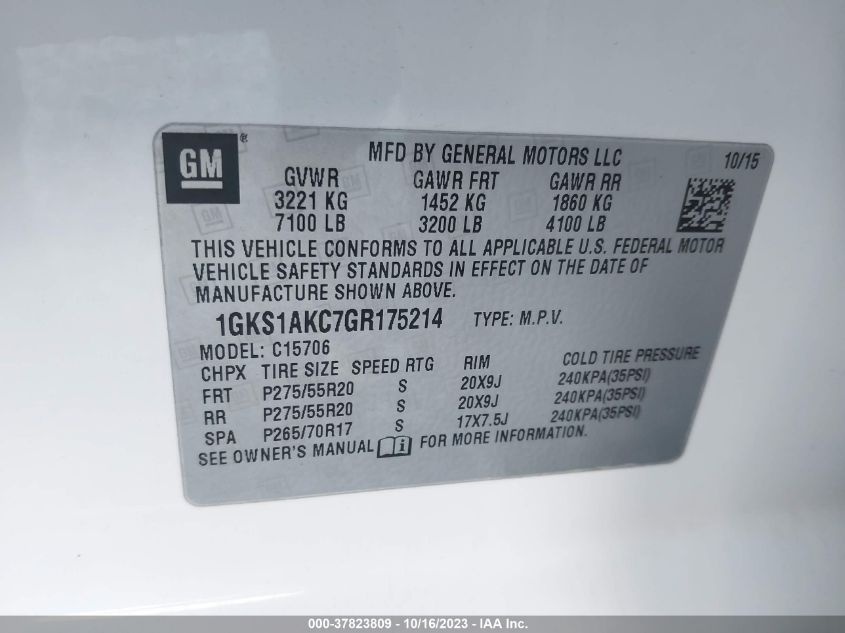 GM ® MFD BY GENERAL MOTORS LLC 10/15
GVWR GAWR FRT GAWR RR
3221 KG 1452 KG 1860 KG
7100 LB 3200 LB 4100 LB
THIS VEHICLE CONFORMS TO ALL APPLICABLE U.S. FEDERAL MOTOR
VEHICLE SAFETY STANDARDS IN EFFECT ON THE DATE OF
MANUFACTURE SHOWN ABOVE.
1GKS1AKC7GR175214 TYPE: M.P.V.
MODEL: C15706
CHPX TIRE SIZE SPEED RTG RIM COLD TIRE PRESSURE
FRT P275/55R20 S 20X9J 240KPA(35PSI)
RR P275/55R20 S 20X9J 240KPA(35PSI)
SPA P265/70R17 S 17X7.5J 240KPA(35PSI)
SEE OWNER'S MANUAL i FOR MORE INFORMATION.
000-37823809 - 10/16/2023 - IAA Inc.